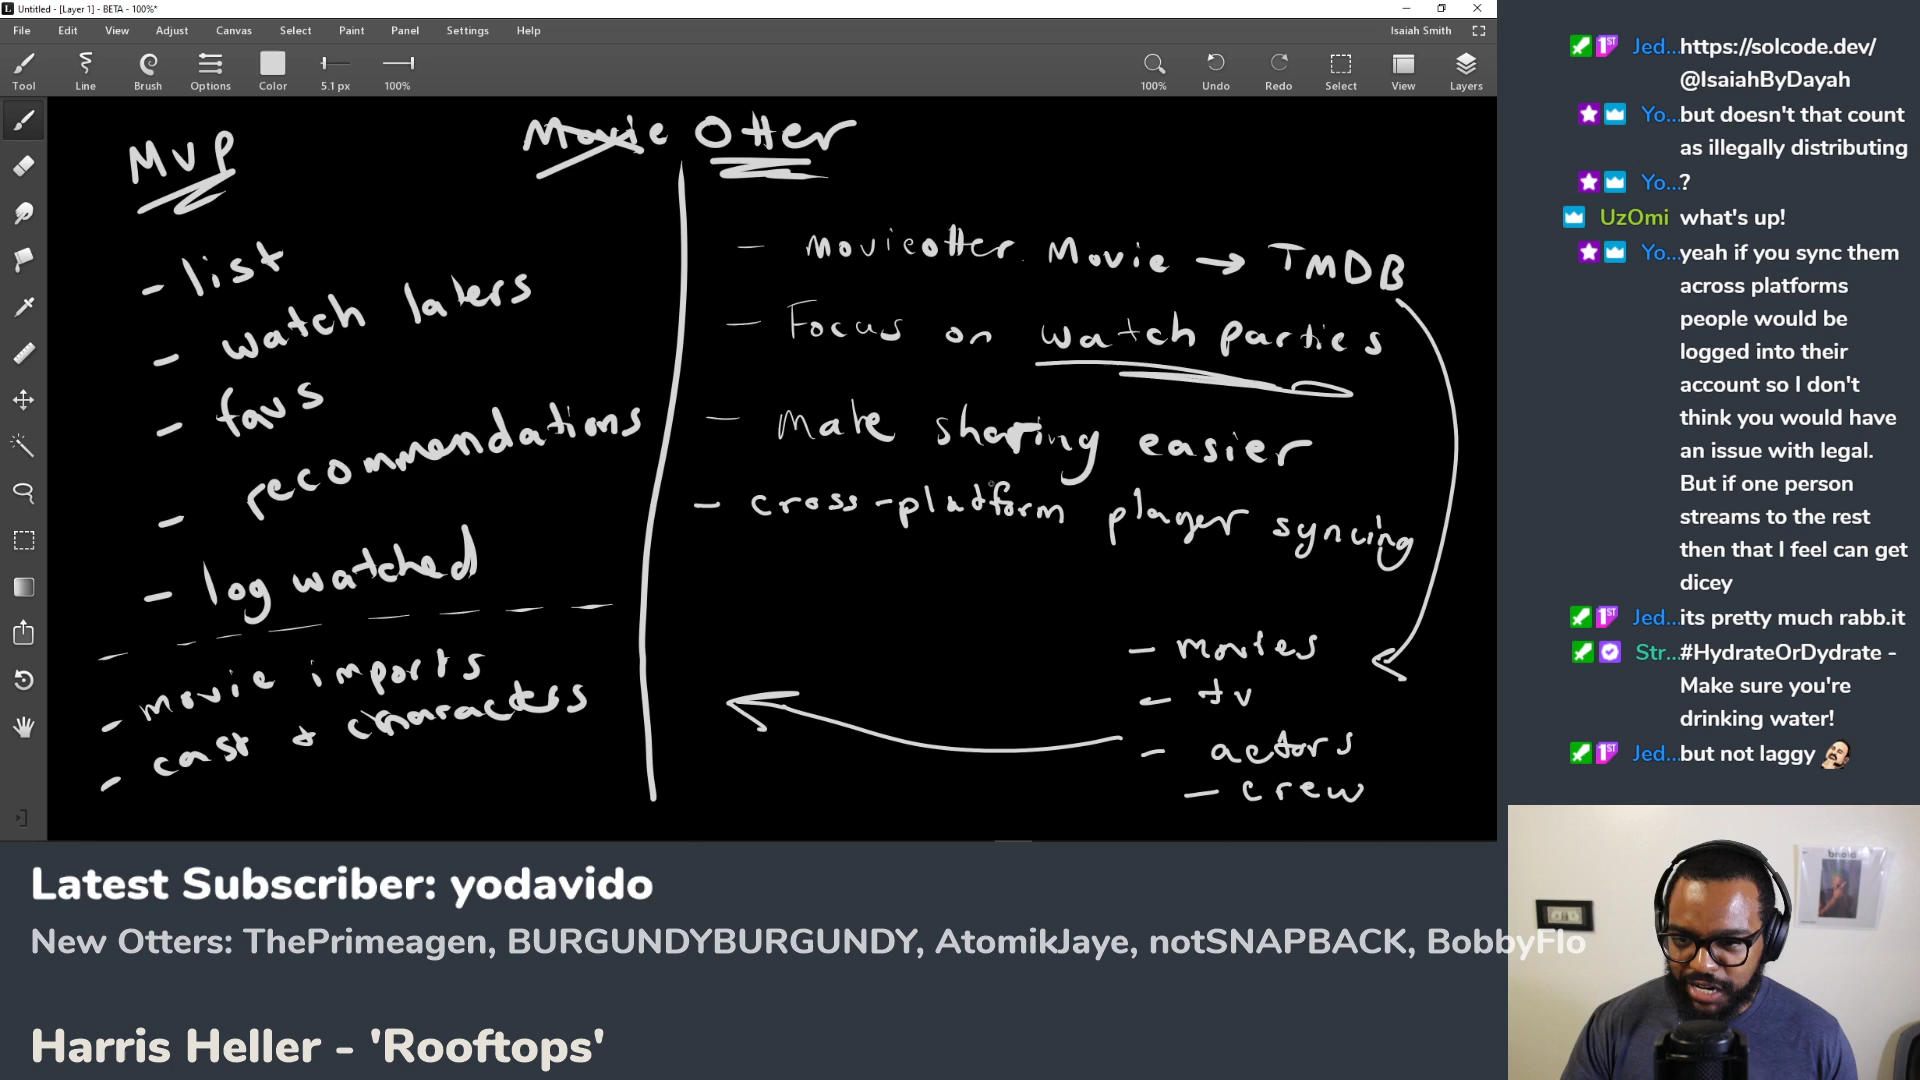 Untitled - [Layer 1] - BETA - 100%*
File Edit View Adjust Canvas Select Paint Panel Settings Help
Isaiah Smith
Tool Line Brush Options Color 5.1 px 100%
100% Undo Redo Select View Layers
MVP
- list
- watch laters
- favs
- recommendations
- log watched
- movie imports
- cast + characters
Movie Otter
- movieotter. Movie → TMDB
- Focus on watch parties
- make sharing easier
- cross-platform player syncing
- movies
- tv
- actors
- crew
1ST Jed...https://solcode.dev/
@IsaiahByDayah
Yo...but doesn't that count
as illegally distributing
Yo...?
UzOmi what's up!
Yo...yeah if you sync them
across platforms
people would be
logged into their
account so I don't
think you would have
an issue with legal.
But if one person
streams to the rest
then that I feel can get
dicey
1ST Jed...its pretty much rabb.it
Str...#HydrateOrDydrate -
Make sure you're
drinking water!
1ST Jed...but not laggy
Latest Subscriber: yodavido
New Otters: ThePrimeagen, BURGUNDYBURGUNDY, AtomikJaye, notSNAPBACK, BobbyFlo
Harris Heller - 'Rooftops'